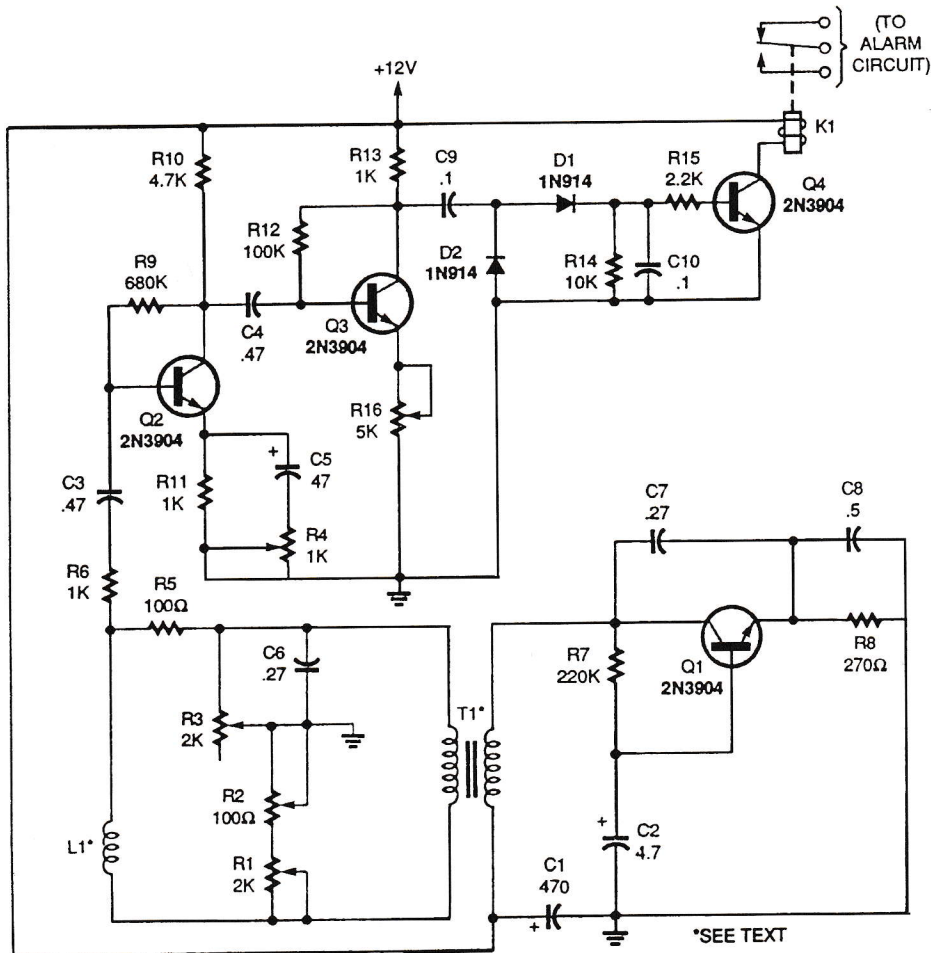 (TO
ALARM
CIRCUIT)
+12V
K1
R10
4.7K
R13
1K
C9
.1
D1
1N914
R15
2.2K
Q4
2N3904
R12
100K
D2
1N914
R14
10K
C10
.1
R9
680K
C4
.47
Q3
2N3904
Q2
2N3904
R16
5K
C3
.47
R11
1K
C5
47
R4
1K
C7
.27
C8
.5
R6
1K
R5
100Ω
C6
.27
R7
220K
Q1
2N3904
R8
270Ω
R3
2K
T1*
R2
100Ω
L1*
R1
2K
C1
470
+
+
C2
4.7
+
*SEE TEXT